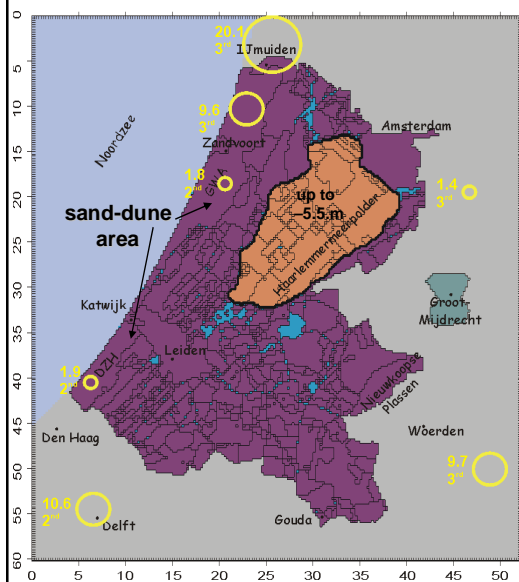 0
5
10
15
20
25
30
35
40
45
50
55
60
20.1
3rd
IJmuiden
9.6
3rd
Zandvoort
Amsterdam
Noordzee
1.8
2nd
GWA
1.4
3rd
up to
–5.5 m
Haarlemmermeerpolder
sand-dune
area
Katwijk
Groot-
Mijdrecht
Leiden
DZH
1.9
2nd
Nieuwkoopse
Plassen
Den Haag
Woerden
9.7
3rd
10.6
2nd
Delft
Gouda
0 5 10 15 20 25 30 35 40 45 50